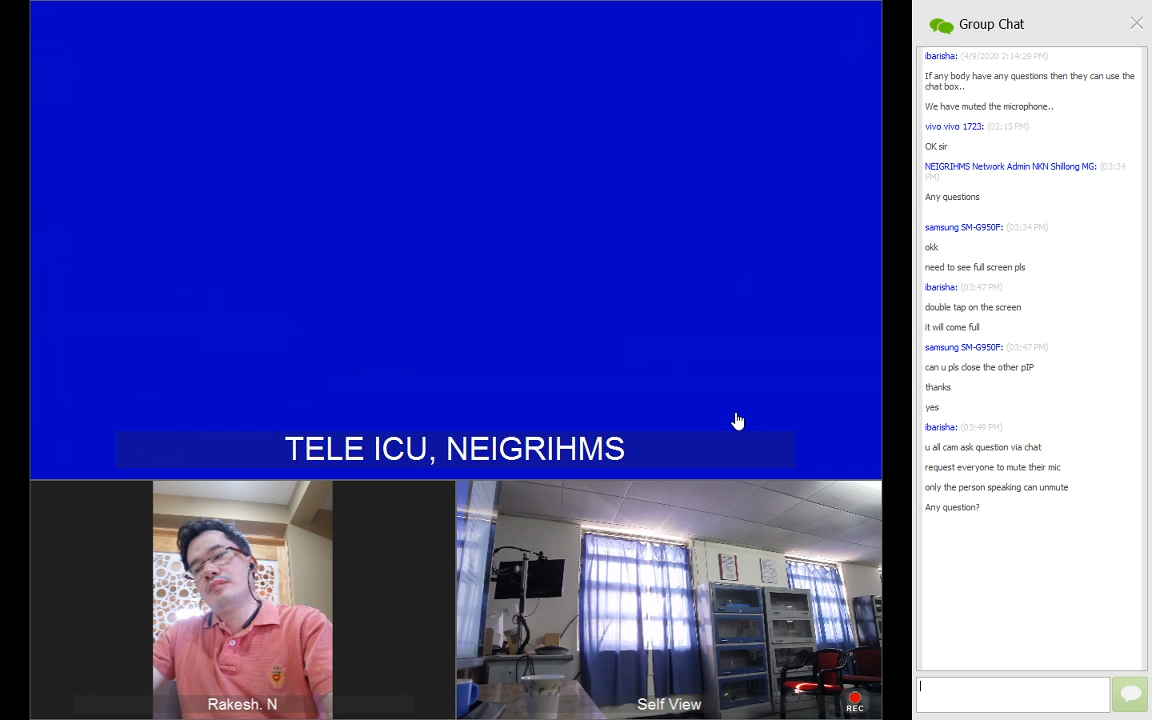 TELE ICU, NEIGRIHMS
Rakesh. N
Self View
REC
Group Chat
ibarisha: (4/9/2020 2:14:29 PM)
If any body have any questions then they can use the
chat box..
We have muted the microphone..
vivo vivo 1723: (02:15 PM)
OK sir
NEIGRIHMS Network Admin NKN Shillong MG: (03:34
PM)
Any questions
samsung SM-G950F: (03:34 PM)
okk
need to see full screen pls
ibarisha: (03:47 PM)
double tap on the screen
it will come full
samsung SM-G950F: (03:47 PM)
can u pls close the other pIP
thanks
yes
ibarisha: (03:49 PM)
u all cam ask question via chat
request everyone to mute their mic
only the person speaking can unmute
Any question?